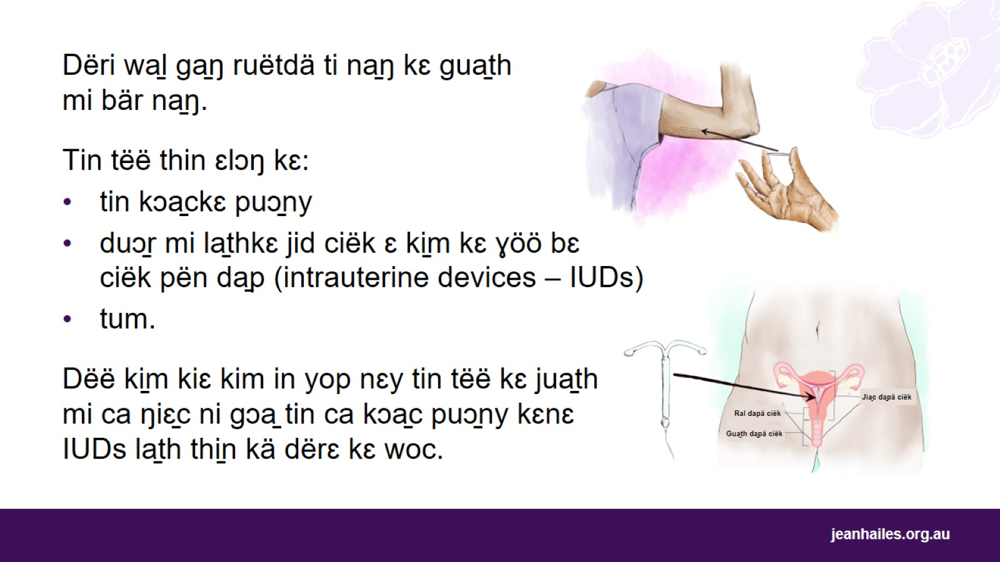 Dëri wa̱l ga̱ŋ ruëtdä ti na̱ŋ kɛ gua̱th
mi bär na̱ŋ.
Tin tëë thin ɛlɔŋ kɛ:
• tin kɔa̱ckɛ puɔ̱ny
• duɔ̱r mi la̱thkɛ jid ciëk ɛ ki̱m kɛ ɣöö bɛ
ciëk pën da̱p (intrauterine devices – IUDs)
• tum.
Dëë ki̱m kiɛ kim in yop nɛy tin tëë kɛ jua̱th
mi ca ŋiɛ̱c ni gɔa̱ tin ca kɔa̱c puɔ̱ny kɛnɛ
IUDs la̱th thi̱n kä dërɛ kɛ woc.
Jia̱c da̱pä ciëk
Ral dapä ciëk
Gua̱th da̱pä ciëk
jeanhailes.org.au